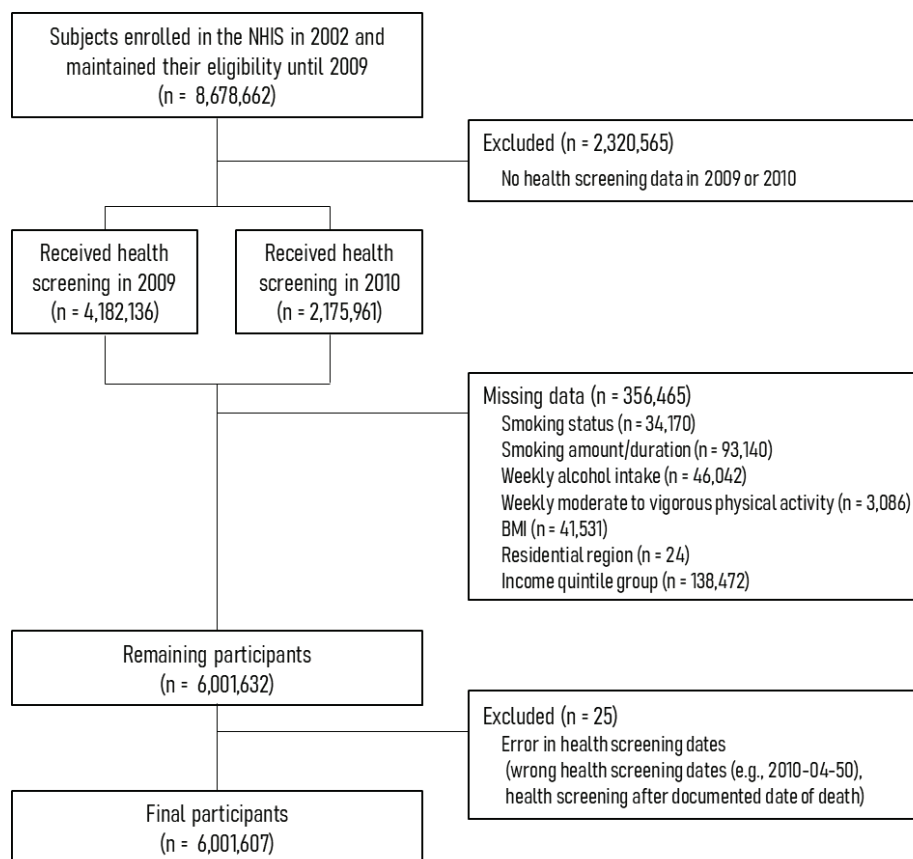 Subjects enrolled in the NHIS in 2002 and
maintained their eligibility until 2009
(n = 8,678,662)
Excluded (n = 2,320,565)
No health screening data in 2009 or 2010
Received health
screening in 2009
(n = 4,182,136)
Received health
screening in 2010
(n = 2,175,961)
Missing data (n = 356,465)
Smoking status (n = 34,170)
Smoking amount/duration (n = 93,140)
Weekly alcohol intake (n = 46,042)
Weekly moderate to vigorous physical activity (n = 3,086)
BMI (n = 41,531)
Residential region (n = 24)
Income quintile group (n = 138,472)
Remaining participants
(n = 6,001,632)
Excluded (n = 25)
Error in health screening dates
(wrong health screening dates (e.g., 2010-04-50),
health screening after documented date of death)
Final participants
(n = 6,001,607)